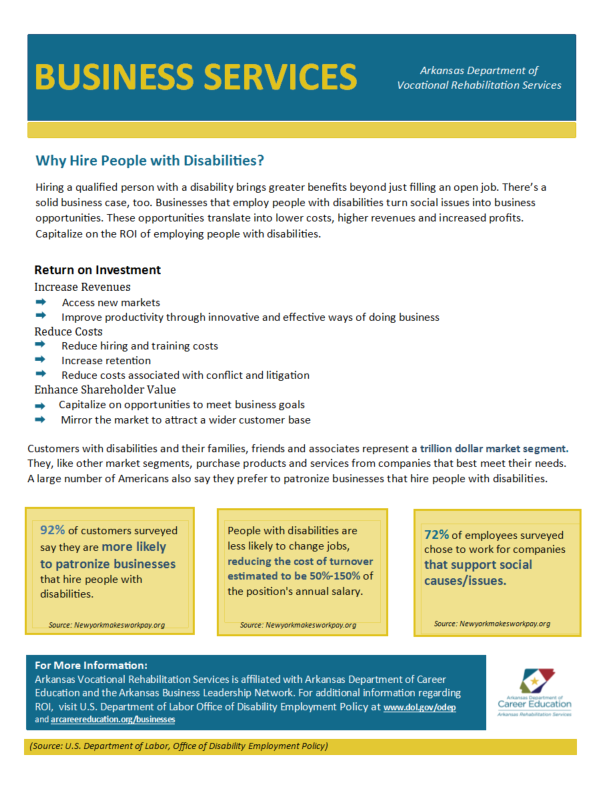 BUSINESS SERVICES
Arkansas Department of
Vocational Rehabilitation Services
Why Hire People with Disabilities?
Hiring a qualified person with a disability brings greater benefits beyond just filling an open job. There's a
solid business case, too. Businesses that employ people with disabilities turn social issues into business
opportunities. These opportunities translate into lower costs, higher revenues and increased profits.
Capitalize on the ROI of employing people with disabilities.
Return on Investment
Increase Revenues
Access new markets
Improve productivity through innovative and effective ways of doing business
Reduce Costs
Reduce hiring and training costs
Increase retention
Reduce costs associated with conflict and litigation
Enhance Shareholder Value
Capitalize on opportunities to meet business goals
Mirror the market to attract a wider customer base
Customers with disabilities and their families, friends and associates represent a trillion dollar market segment.
They, like other market segments, purchase products and services from companies that best meet their needs.
A large number of Americans also say they prefer to patronize businesses that hire people with disabilities.
92% of customers surveyed
say they are more likely
to patronize businesses
that hire people with
disabilities.
Source: Newyorkmakesworkpay.org
People with disabilities are
less likely to change jobs,
reducing the cost of turnover
estimated to be 50%-150% of
the position's annual salary.
Source: Newyorkmakesworkpay.org
72% of employees surveyed
chose to work for companies
that support social
causes/issues.
Source: Newyorkmakesworkpay.org
For More Information:
Arkansas Vocational Rehabilitation Services is affiliated with Arkansas Department of Career
Education and the Arkansas Business Leadership Network. For additional information regarding
ROI, visit U.S. Department of Labor Office of Disability Employment Policy at www.dol.gov/odep
and arcareereducation.org/businesses
Arkansas Department of
Career Education
Arkansas Rehabilitation Services
(Source: U.S. Department of Labor, Office of Disability Employment Policy)